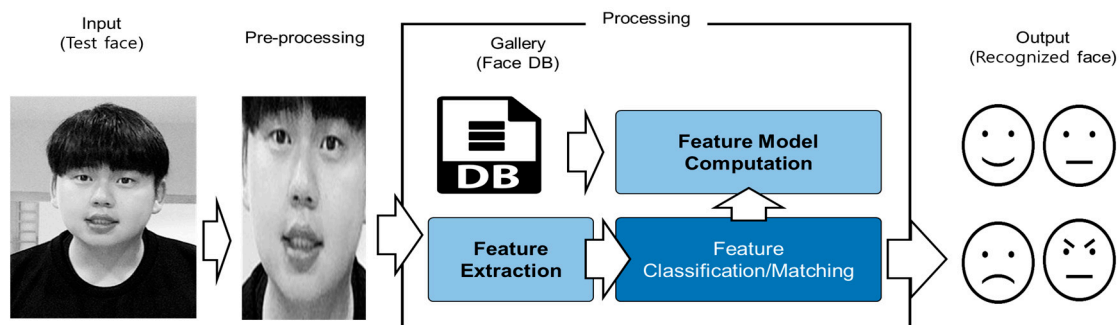 Input
(Test face)
Pre-processing
Processing
Gallery
(Face DB)
DB
Feature Model
Computation
Feature
Extraction
Feature
Classification/Matching
Output
(Recognized face)